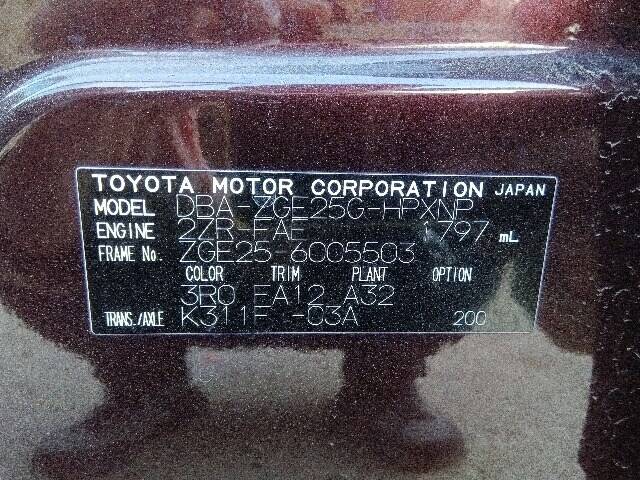 TOYOTA MOTOR CORPORATION JAPAN
MODEL DBA-ZGE25G-HPXNP
ENGINE 2ZR-FAE 1797 mL
FRAME No. ZGE25-6005503
COLOR TRIM PLANT OPTION
3R0 FA12 A32
TRANS./AXLE K311F -03A 200